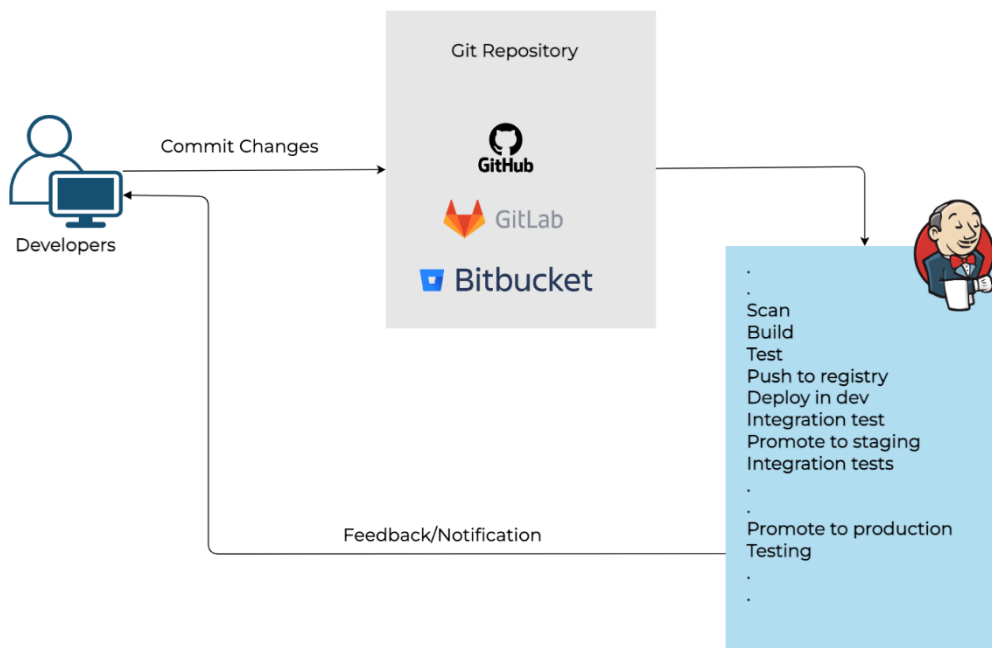 Git Repository
GitHub
GitLab
Bitbucket
Commit Changes
Developers
.
.
Scan
Build
Test
Push to registry
Deploy in dev
Integration test
Promote to staging
Integration tests
.
.
Promote to production
Testing
.
.
Feedback/Notification